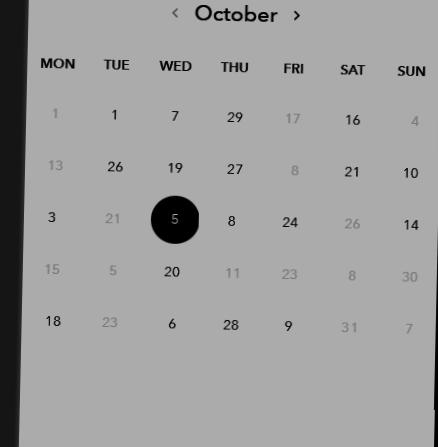 ‹ October ›
MON TUE WED THU FRI SAT SUN
1 1 7 29 17 16 4
13 26 19 27 8 21 10
3 21 5 8 24 26 14
15 5 20 11 23 8 30
18 23 6 28 9 31 7